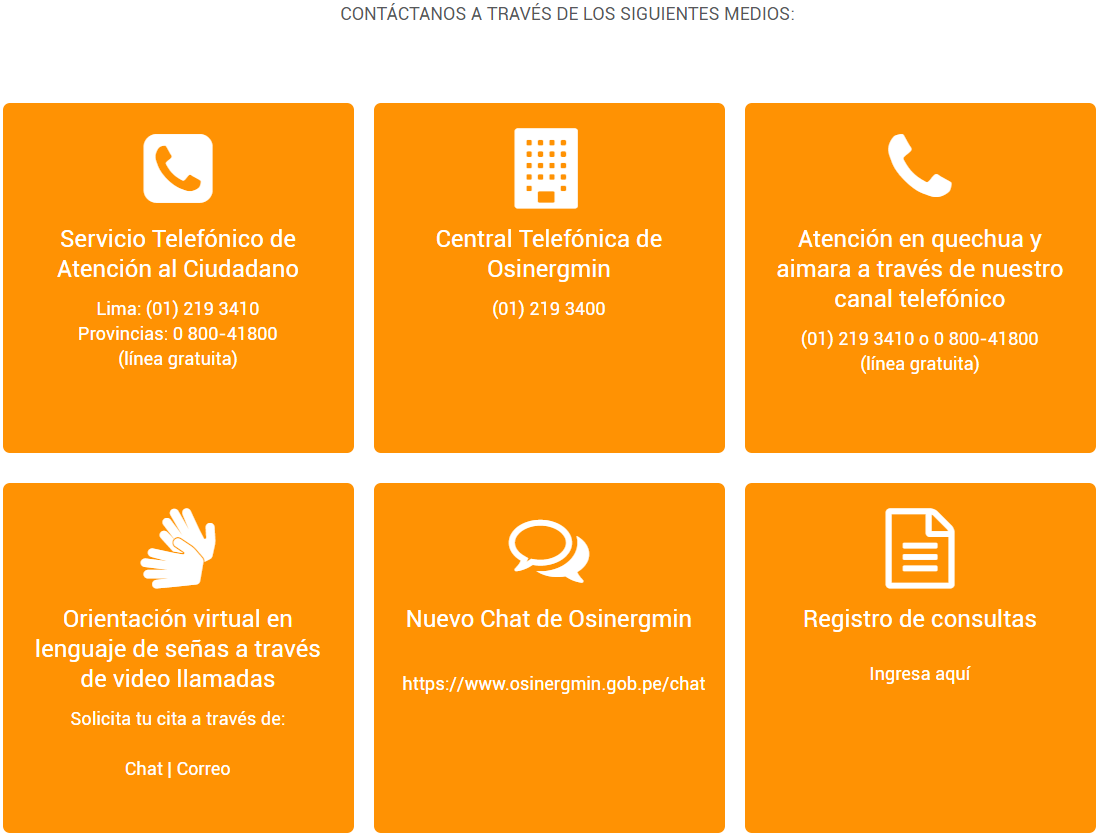 CONTÁCTANOS A TRAVÉS DE LOS SIGUIENTES MEDIOS:
Servicio Telefónico de
Atención al Ciudadano
Lima: (01) 219 3410
Provincias: 0 800-41800
(línea gratuita)
Central Telefónica de
Osinergmin
(01) 219 3400
Atención en quechua y
aimara a través de nuestro
canal telefónico
(01) 219 3410 o 0 800-41800
(línea gratuita)
Orientación virtual en
lenguaje de señas a través
de video llamadas
Solicita tu cita a través de:
Chat | Correo
Nuevo Chat de Osinergmin
https://www.osinergmin.gob.pe/chat
Registro de consultas
Ingresa aquí